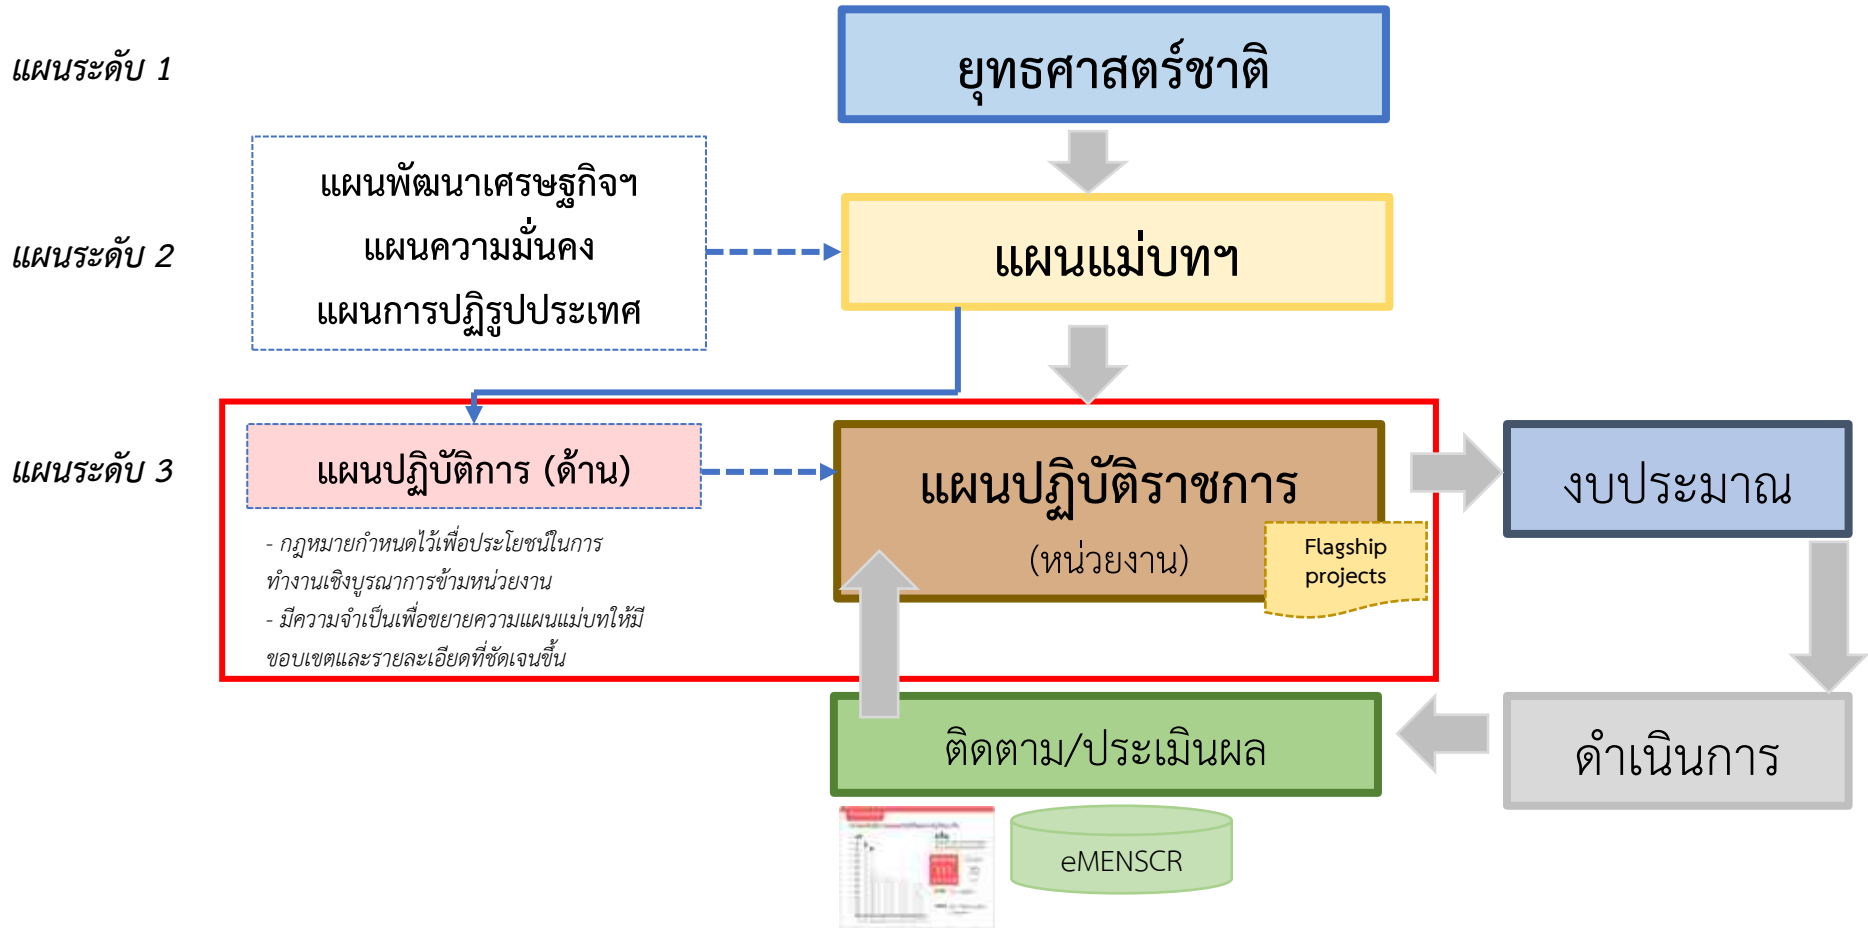 แผนระดับ 1
ยุทธศาสตร์ชาติ
แผนพัฒนาเศรษฐกิจฯ
แผนความมั่นคง
แผนการปฏิรูปประเทศ
แผนระดับ 2
แผนแม่บทฯ
แผนระดับ 3
แผนปฏิบัติการ (ด้าน)
- กฎหมายกำหนดไว้เพื่อประโยชน์ในการ
ทำงานเชิงบูรณาการข้ามหน่วยงาน
- มีความจำเป็นเพื่อขยายความแผนแม่บทให้มี
ขอบเขตและรายละเอียดที่ชัดเจนขึ้น
แผนปฏิบัติราชการ
(หน่วยงาน)
Flagship
projects
งบประมาณ
ติดตาม/ประเมินผล
ดำเนินการ
eMENSCR